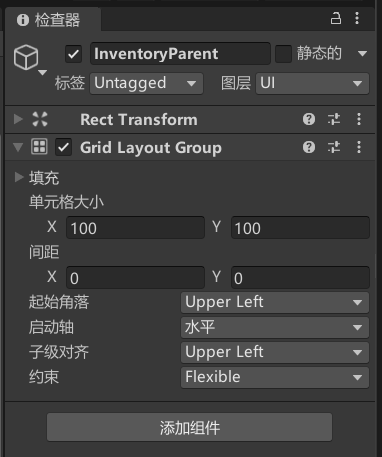 检查器
InventoryParent 静态的
标签 Untagged 图层 UI
Rect Transform
Grid Layout Group
填充
单元格大小
X 100 Y 100
间距
X 0 Y 0
起始角落 Upper Left
启动轴 水平
子级对齐 Upper Left
约束 Flexible
添加组件